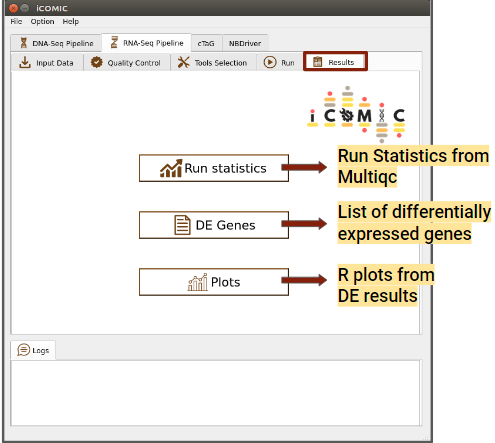 iCOMIC
File Option Help
DNA-Seq Pipeline RNA-Seq Pipeline cTaG NBDriver
Input Data Quality Control Tools Selection Run Results
iCOMIC
Run statistics
Run Statistics from
Multiqc
DE Genes
List of differentially
expressed genes
Plots
R plots from
DE results
Logs